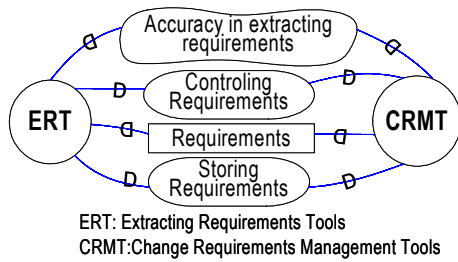 Accuracy in extracting
requirements
D
D
Controling
Requirements
D
D
ERT
CRMT
Requirements
D
D
Storing
Requirements
D
D
ERT: Extracting Requirements Tools
CRMT:Change Requirements Management Tools